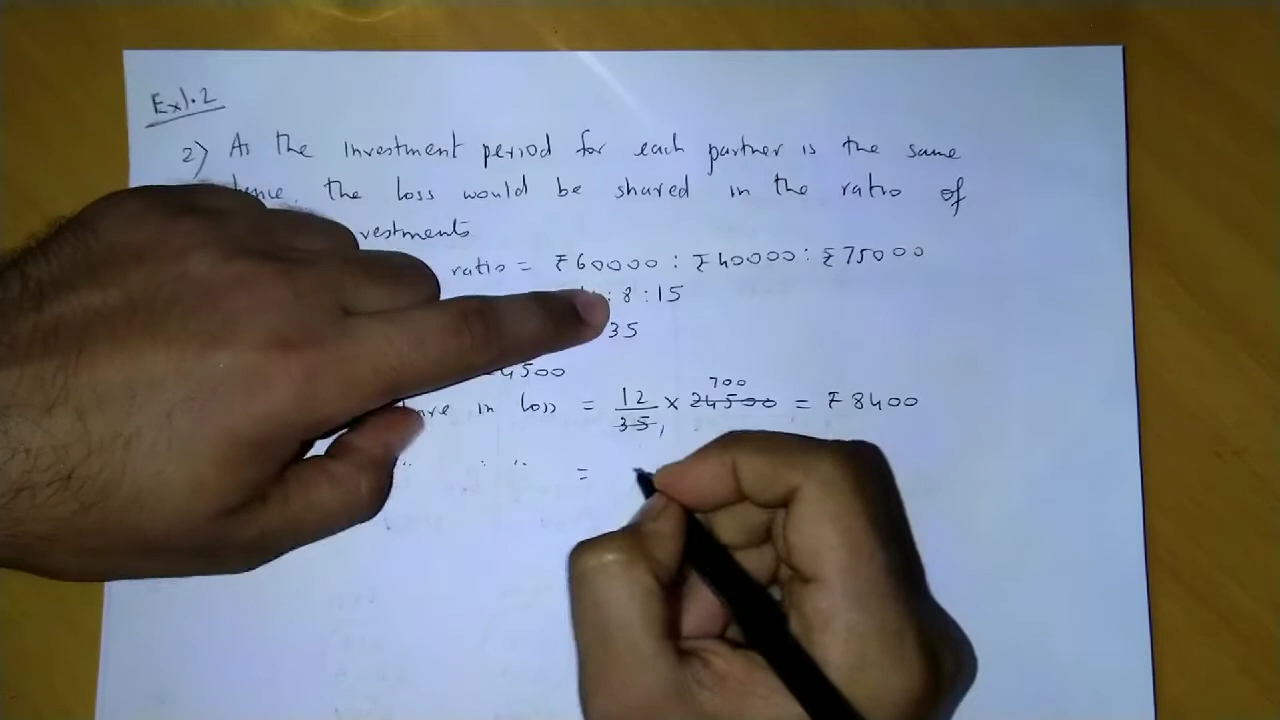 Ex1.2
2) As the investment period for each partner is the same
the loss would be shared in the ratio of
vestments
ratio = ₹60000 : ₹40000 : ₹75000
: 8 : 15
35
4500
in loss = 12/35 × 24500 = ₹8400
700
1
" " " =